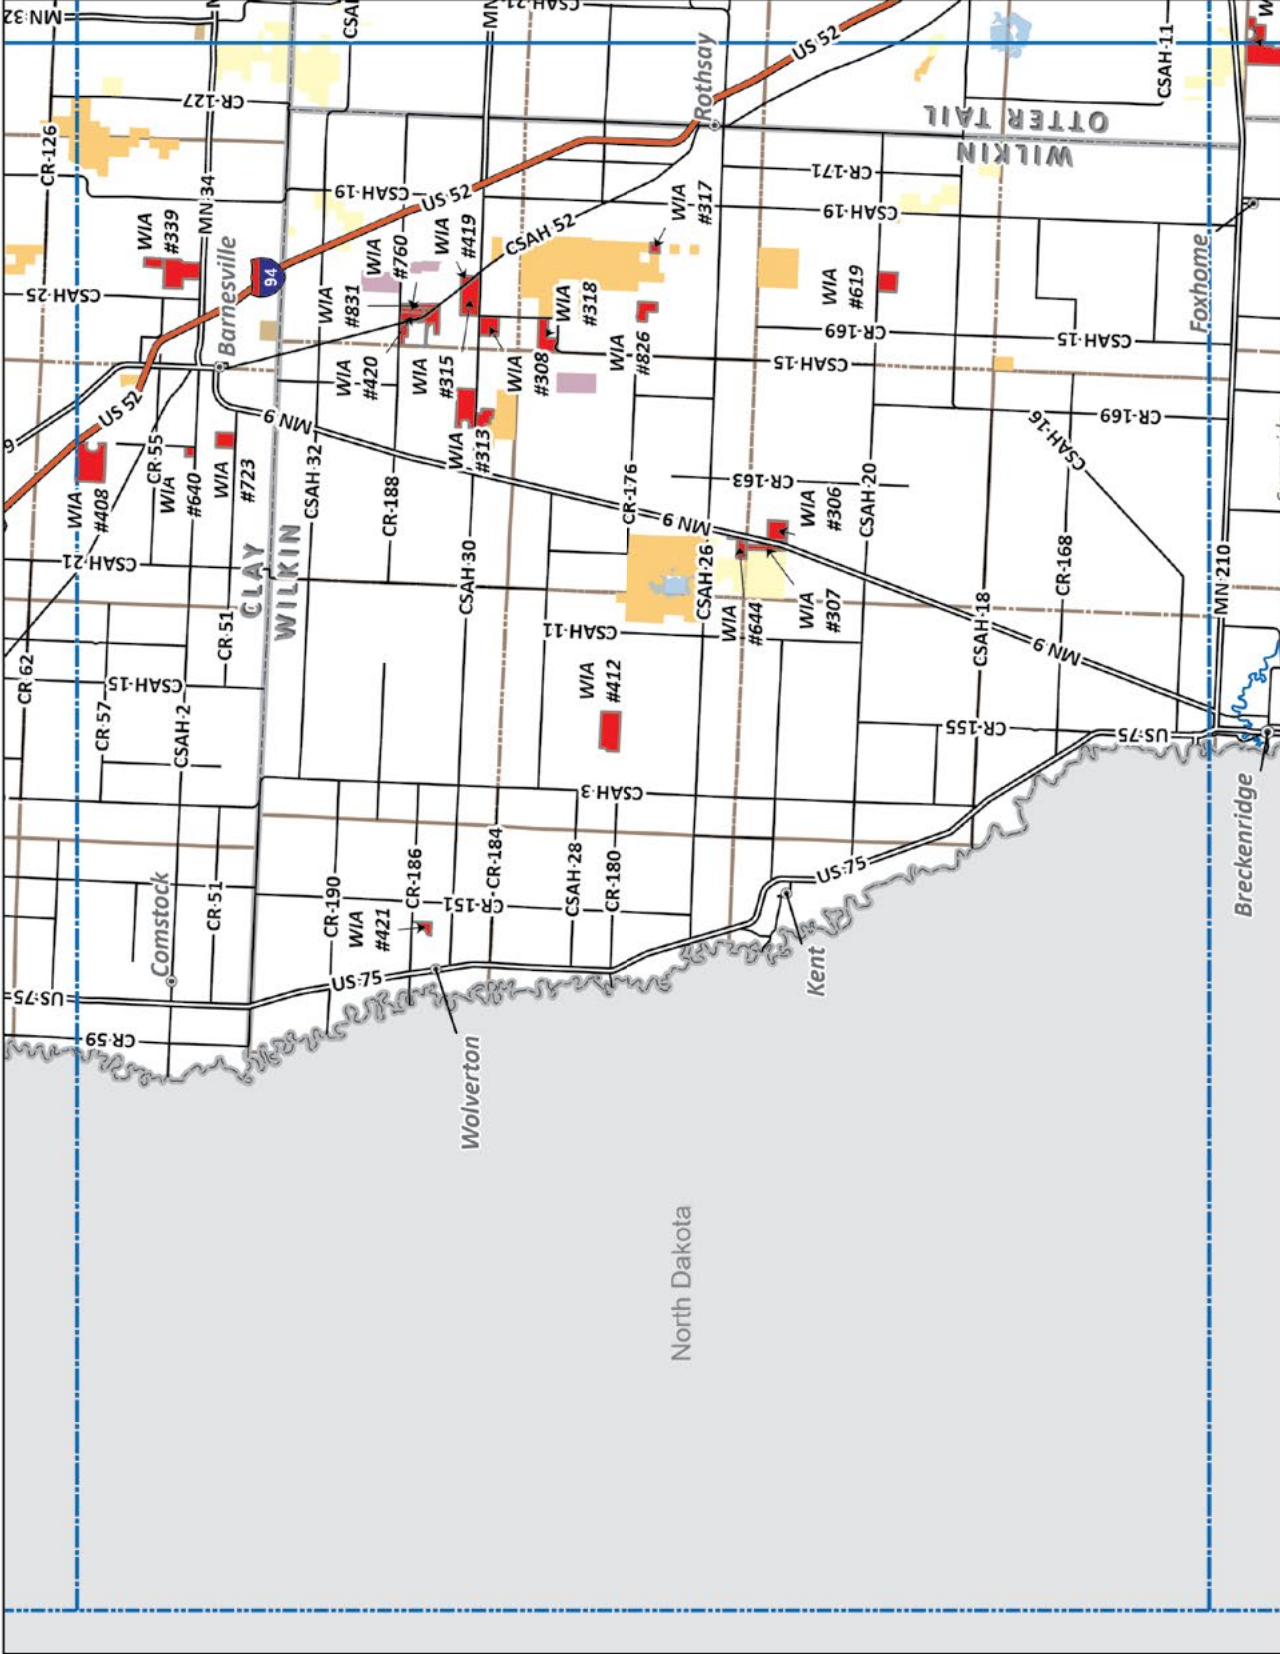 MN 32
MN
CSAH
MN
CSAH 21
US 52
CSAH-11
W
CR-127
CR-126
Rothsay
OTTER TAIL
WILKIN
MN 34
CSAH-19
US 52
CR-171
CSAH-19
WIA
#339
WIA
#317
WIA
#419
CSAH 52
WIA
#760
Barnesville
94
CSAH-25
WIA
#831
WIA
#318
WIA
#619
Foxhome
CR-169
CSAH-15
CSAH-15
WIA
#420
WIA
#315
WIA
#308
WIA
#826
US 52
MN 9
9
CR-169
CSAH-16
WIA
#408
CR-55
WIA
#640
WIA
#723
CSAH-32
WIA
#313
CR-188
CR-176
CR-163
MN 9
WIA
#306
CSAH-20
CSAH-21
CLAY
WILKIN
CSAH-30
CSAH-26
CR-168
MN-210
CR-62
CR-51
CSAH-11
WIA
#644
WIA
#307
CSAH-18
MN 9
CSAH-15
CR-57
CSAH-2
WIA
#412
CR-155
US-75
CSAH-3
Breckenridge
Comstock
CR-51
CR-190
CR-186
CR-184
CSAH-28
CR-180
US-75
WIA
#421
CR-151
Kent
US-75
US-75
CR-59
Wolverton
North Dakota